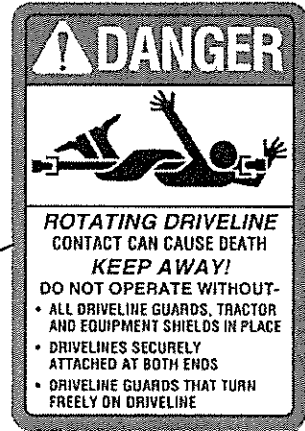 DANGER
ROTATING DRIVELINE
CONTACT CAN CAUSE DEATH
KEEP AWAY!
DO NOT OPERATE WITHOUT-
• ALL DRIVELINE GUARDS, TRACTOR
AND EQUIPMENT SHIELDS IN PLACE
• DRIVELINES SECURELY
ATTACHED AT BOTH ENDS
• DRIVELINE GUARDS THAT TURN
FREELY ON DRIVELINE